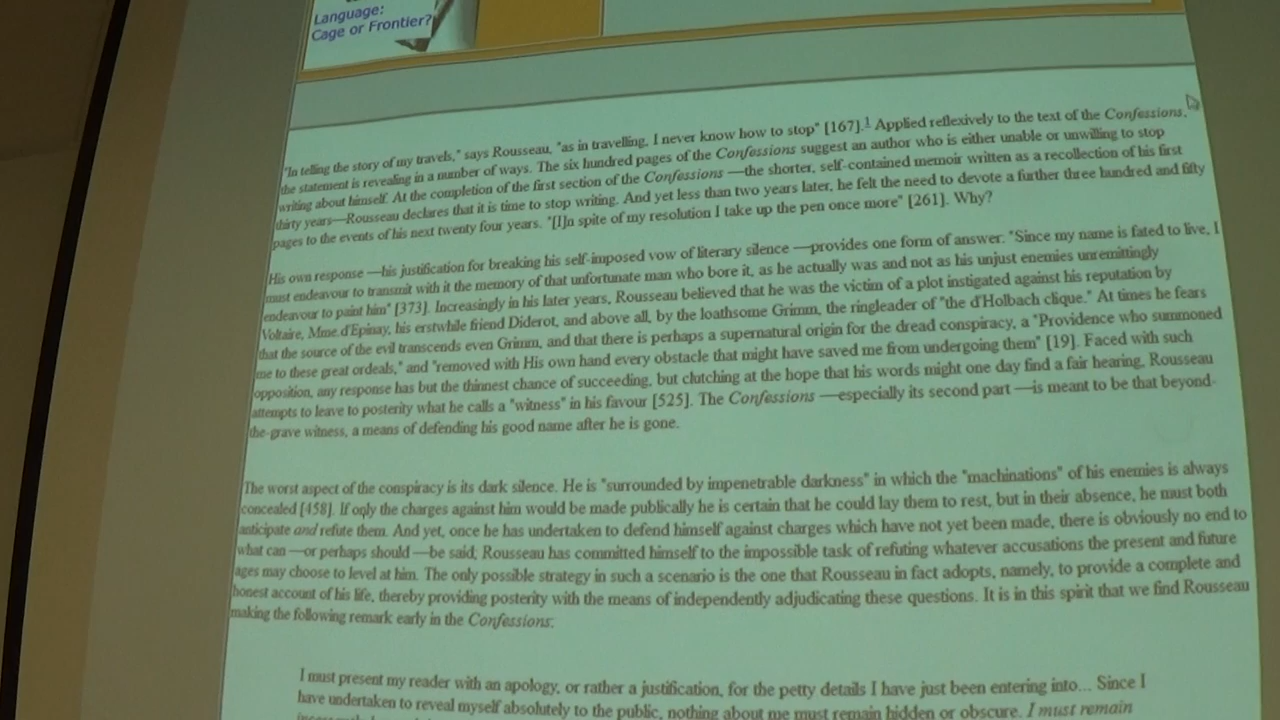 Language:
Cage or Frontier?
"In telling the story of my travels," says Rousseau, "as in travelling, I never know how to stop" [167].1 Applied reflexively to the text of the Confessions,
the statement is revealing in a number of ways. The six hundred pages of the Confessions suggest an author who is either unable or unwilling to stop
writing about himself. At the completion of the first section of the Confessions —the shorter, self-contained memoir written as a recollection of his first
thirty years—Rousseau declares that it is time to stop writing. And yet less than two years later, he felt the need to devote a further three hundred and fifty
pages to the events of his next twenty four years. "[I]n spite of my resolution I take up the pen once more" [261]. Why?
His own response —his justification for breaking his self-imposed vow of literary silence —provides one form of answer: "Since my name is fated to live, I
must endeavour to transmit with it the memory of that unfortunate man who bore it, as he actually was and not as his unjust enemies unremittingly
endeavour to paint him" [373]. Increasingly in his later years, Rousseau believed that he was the victim of a plot instigated against his reputation by
Voltaire, Mme. d'Epinay, his erstwhile friend Diderot, and above all, by the loathsome Grimm, the ringleader of "the d'Holbach clique." At times he fears
that the source of the evil transcends even Grimm, and that there is perhaps a supernatural origin for the dread conspiracy, a "Providence who summoned
me to these great ordeals," and "removed with His own hand every obstacle that might have saved me from undergoing them" [19]. Faced with such
opposition, any response has but the thinnest chance of succeeding, but clutching at the hope that his words might one day find a fair hearing, Rousseau
attempts to leave to posterity what he calls a "witness" in his favour [525]. The Confessions —especially its second part —is meant to be that beyond-
the-grave witness, a means of defending his good name after he is gone.
The worst aspect of the conspiracy is its dark silence. He is "surrounded by impenetrable darkness" in which the "machinations" of his enemies is always
concealed [458]. If only the charges against him would be made publically he is certain that he could lay them to rest, but in their absence, he must both
anticipate and refute them. And yet, once he has undertaken to defend himself against charges which have not yet been made, there is obviously no end to
what can —or perhaps should —be said; Rousseau has committed himself to the impossible task of refuting whatever accusations the present and future
ages may choose to level at him. The only possible strategy in such a scenario is the one that Rousseau in fact adopts, namely, to provide a complete and
honest account of his life, thereby providing posterity with the means of independently adjudicating these questions. It is in this spirit that we find Rousseau
making the following remark early in the Confessions:
I must present my reader with an apology, or rather a justification, for the petty details I have just been entering into... Since I
have undertaken to reveal myself absolutely to the public, nothing about me must remain hidden or obscure. I must remain